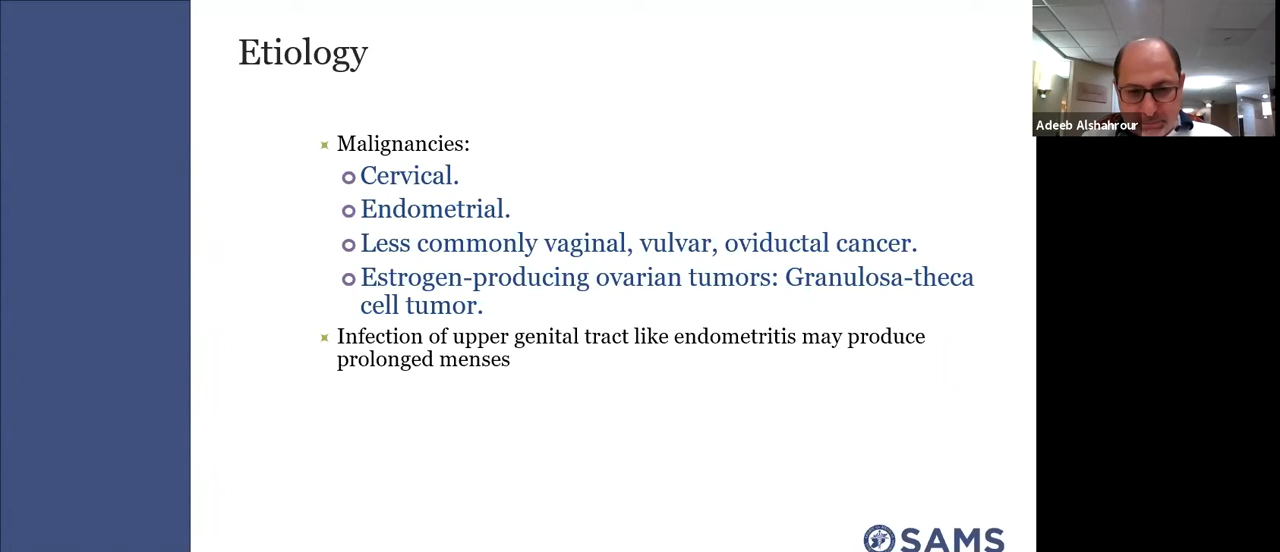 Etiology
Malignancies:
Cervical.
Endometrial.
Less commonly vaginal, vulvar, oviductal cancer.
Estrogen-producing ovarian tumors: Granulosa-theca
cell tumor.
Infection of upper genital tract like endometritis may produce
prolonged menses
Adeeb Alshahrour
SAMS